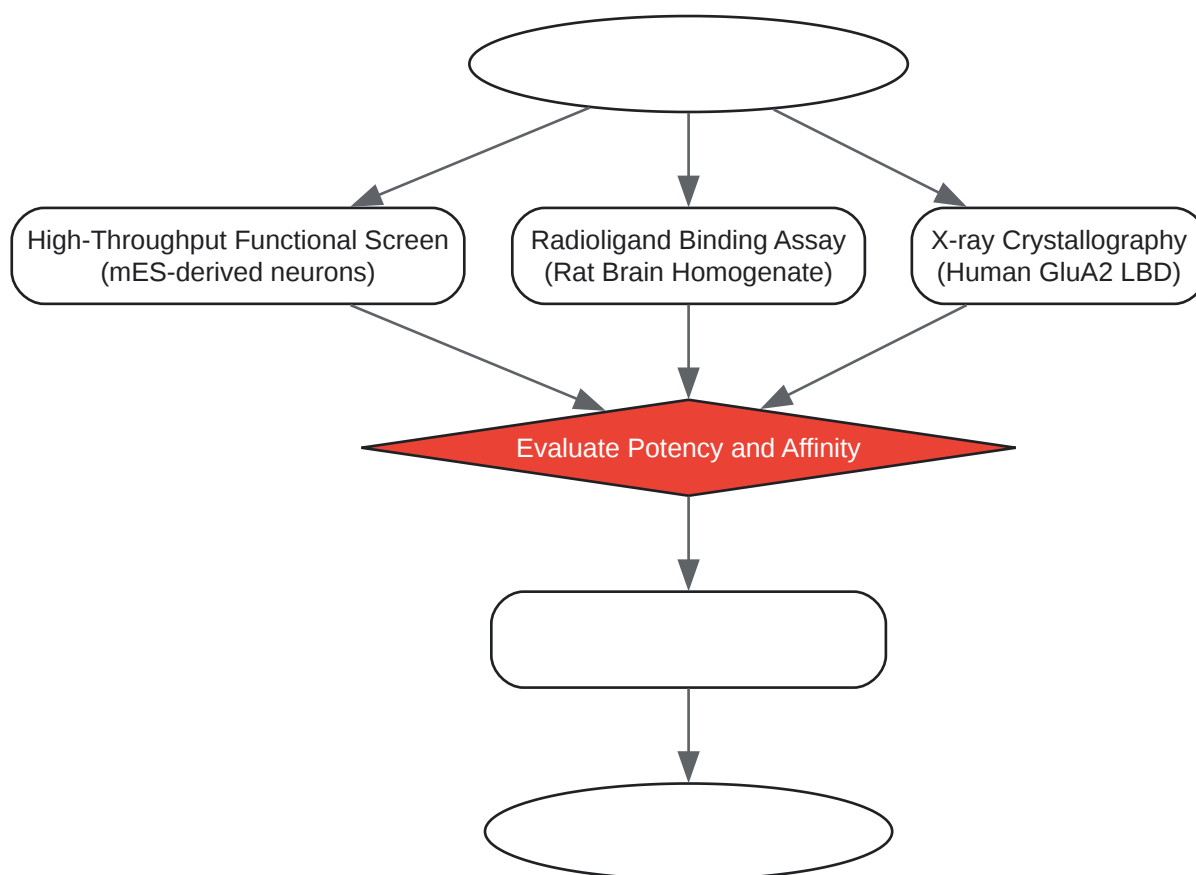 High-Throughput Functional Screen
(mES-derived neurons)
Radioligand Binding Assay
(Rat Brain Homogenate)
X-ray Crystallography
(Human GluA2 LBD)
Evaluate Potency and Affinity